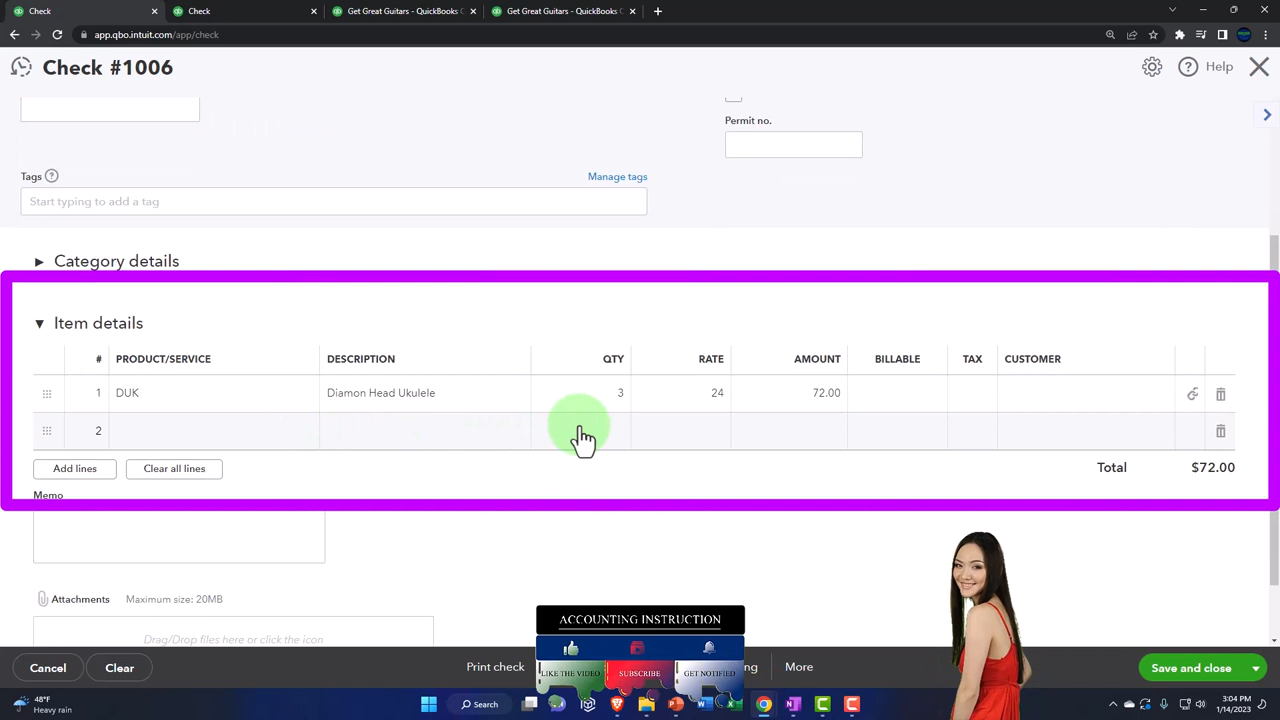 Check
Check
Get Great Guitars - QuickBooks C
Get Great Guitars - QuickBooks C
app.qbo.intuit.com/app/check
Check #1006
Help
Permit no.
Tags
Manage tags
Start typing to add a tag
Category details
Item details
# PRODUCT/SERVICE DESCRIPTION QTY RATE AMOUNT BILLABLE TAX CUSTOMER
1 DUK Diamon Head Ukulele 3 24 72.00
2
Add lines Clear all lines Total $72.00
Memo
Attachments Maximum size: 20MB
Drag/Drop files here or click the icon
ACCOUNTING INSTRUCTION
LIKE THE VIDEO SUBSCRIBE GET NOTIFIED
Cancel Clear Print check More Save and close
48°F
Heavy rain
Search
3:04 PM
1/14/2023